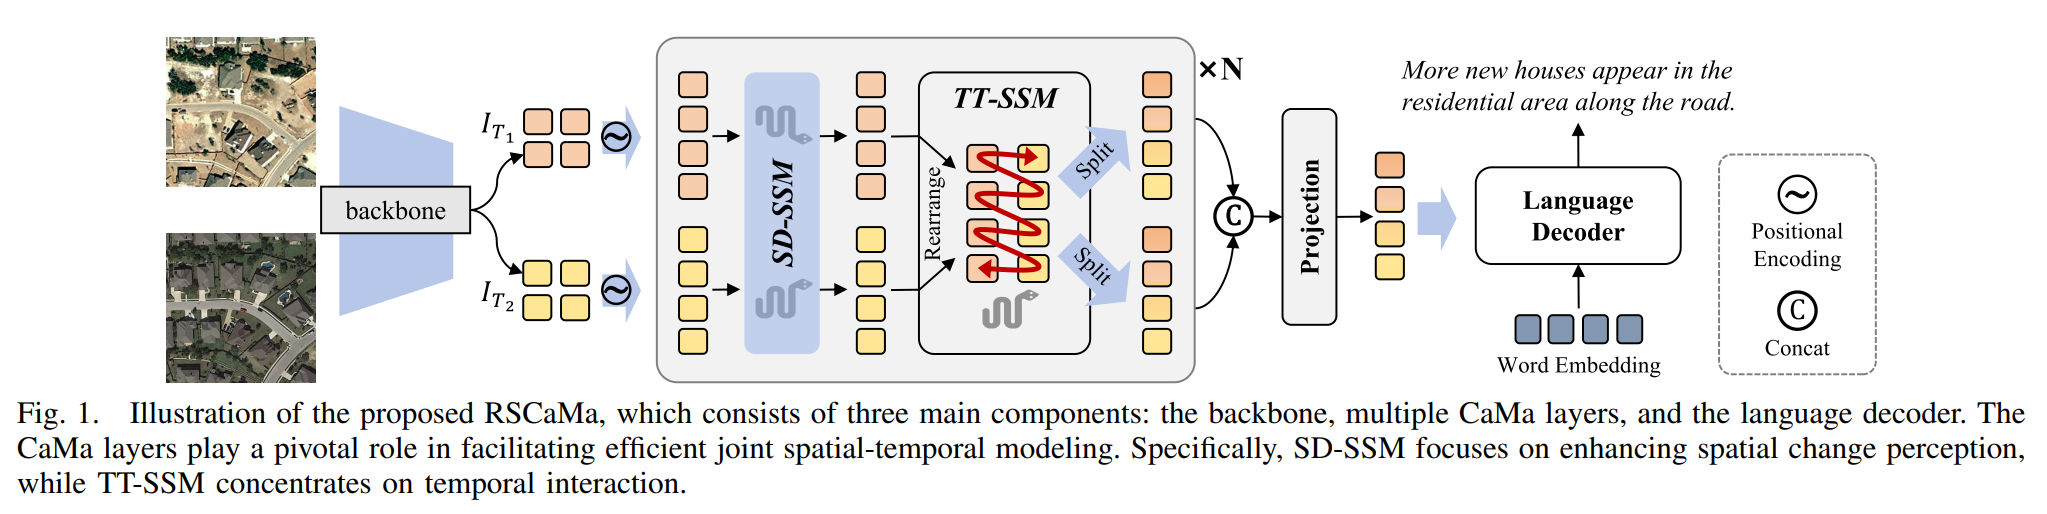 backbone
I_{T_1}
I_{T_2}
~
~
SD-SSM
Rearrange
TT-SSM
Split
Split
×N
C
Projection
More new houses appear in the
residential area along the road.
Language
Decoder
Word Embedding
~
Positional
Encoding
C
Concat
Fig. 1. Illustration of the proposed RSCaMa, which consists of three main components: the backbone, multiple CaMa layers, and the language decoder. The
CaMa layers play a pivotal role in facilitating efficient joint spatial-temporal modeling. Specifically, SD-SSM focuses on enhancing spatial change perception,
while TT-SSM concentrates on temporal interaction.